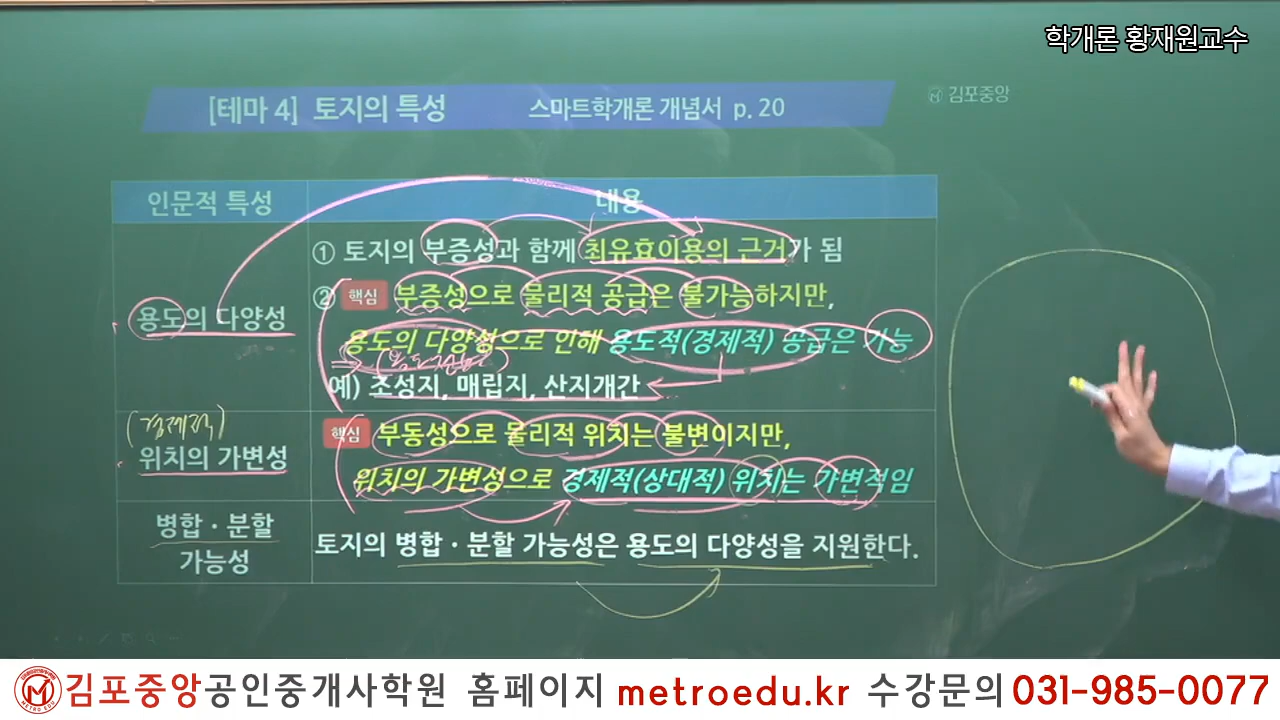 학개론 황재원교수
[테마 4] 토지의 특성 스마트학개론 개념서 p. 20
김포중앙
인문적 특성 내용
용도의 다양성
① 토지의 부증성과 함께 최유효이용의 근거가 됨
② 핵심 부증성으로 물리적 공급은 불가능하지만,
용도의 다양성으로 인해 용도적(경제적) 공급은 가능
예) 조성지, 매립지, 산지개간
(경제적)
위치의 가변성
핵심 부동성으로 물리적 위치는 불변이지만,
위치의 가변성으로 경제적(상대적) 위치는 가변적임
병합·분할
가능성
토지의 병합·분할 가능성은 용도의 다양성을 지원한다.
METRO EDU
김포중앙공인중개사학원 홈페이지 metroedu.kr 수강문의 031-985-0077